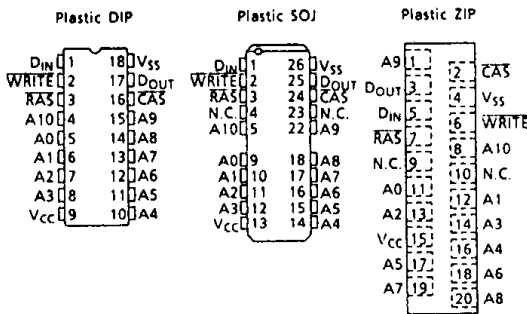 Plastic DIP
DIN 1 18 VSS
WRITE 2 17 DOUT
RAS 3 16 CAS
A10 4 15 A9
A0 5 14 A8
A1 6 13 A7
A2 7 12 A6
A3 8 11 A5
VCC 9 10 A4
Plastic SOJ
DIN 1 26 VSS
WRITE 2 25 DOUT
RAS 3 24 CAS
N.C. 4 23 N.C.
A10 5 22 A9
A0 9 18 A8
A1 10 17 A7
A2 11 16 A6
A3 12 15 A5
VCC 13 14 A4
Plastic ZIP
A9 1
2 CAS
DOUT 3
4 VSS
DIN 5
6 WRITE
RAS 7
8 A10
N.C. 9
10 N.C.
A0 11
12 A1
A2 13
14 A3
VCC 15
16 A4
A5 17
18 A6
A7 19
20 A8